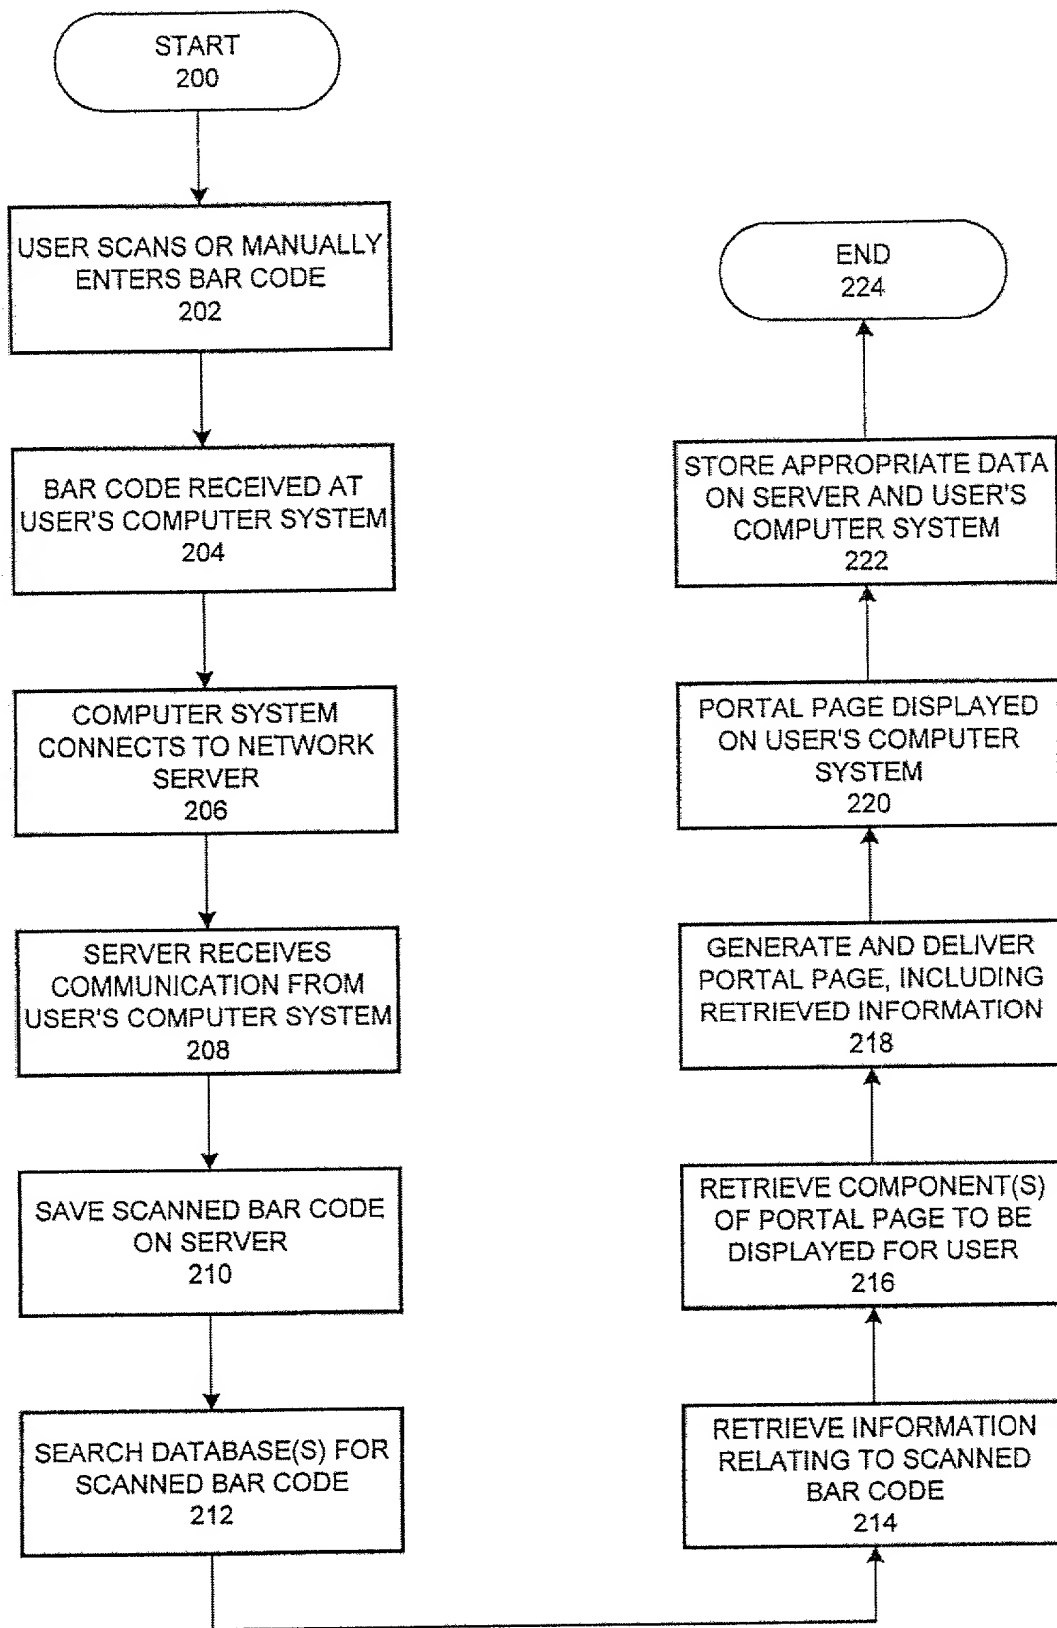 START
200
USER SCANS OR MANUALLY
ENTERS BAR CODE
202
BAR CODE RECEIVED AT
USER'S COMPUTER SYSTEM
204
COMPUTER SYSTEM
CONNECTS TO NETWORK
SERVER
206
SERVER RECEIVES
COMMUNICATION FROM
USER'S COMPUTER SYSTEM
208
SAVE SCANNED BAR CODE
ON SERVER
210
SEARCH DATABASE(S) FOR
SCANNED BAR CODE
212
RETRIEVE INFORMATION
RELATING TO SCANNED
BAR CODE
214
RETRIEVE COMPONENT(S)
OF PORTAL PAGE TO BE
DISPLAYED FOR USER
216
GENERATE AND DELIVER
PORTAL PAGE, INCLUDING
RETRIEVED INFORMATION
218
PORTAL PAGE DISPLAYED
ON USER'S COMPUTER
SYSTEM
220
STORE APPROPRIATE DATA
ON SERVER AND USER'S
COMPUTER SYSTEM
222
END
224